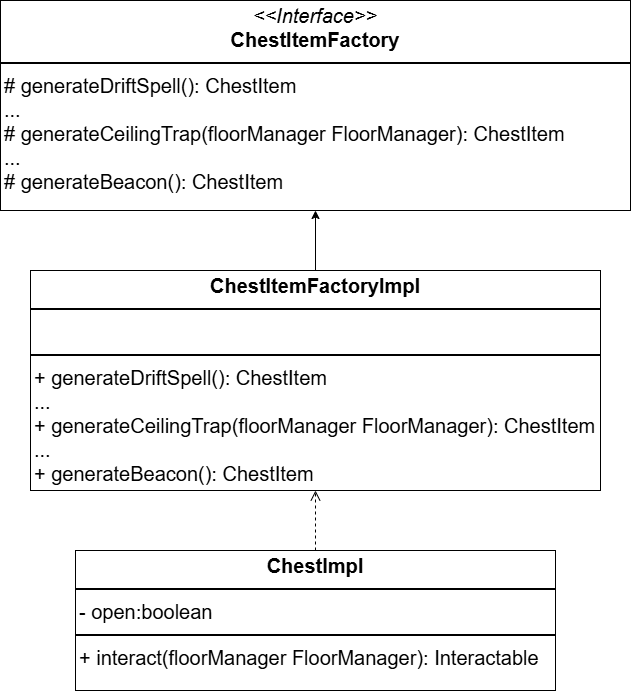 <<Interface>>
ChestItemFactory
# generateDriftSpell(): ChestItem
...
# generateCeilingTrap(floorManager FloorManager): ChestItem
...
# generateBeacon(): ChestItem
ChestItemFactoryImpl
+ generateDriftSpell(): ChestItem
...
+ generateCeilingTrap(floorManager FloorManager): ChestItem
...
+ generateBeacon(): ChestItem
ChestImpl
- open:boolean
+ interact(floorManager FloorManager): Interactable